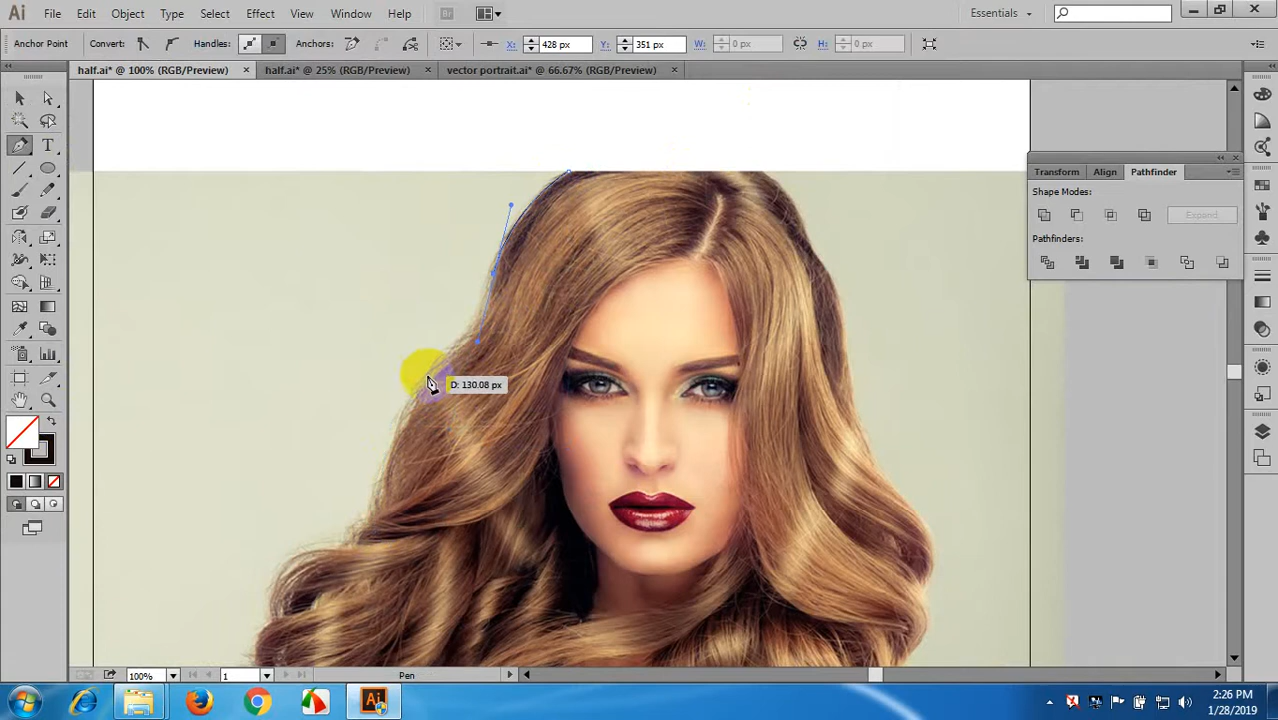 Ai File Edit Object Type Select Effect View Window Help Br Essentials
Anchor Point Convert: Handles: Anchors: X: 428 px Y: 351 px W: 0 px H: 0 px
half.ai* @ 100% (RGB/Preview) × half.ai* @ 25% (RGB/Preview) × vector portrait.ai* @ 66.67% (RGB/Preview) ×
Transform Align Pathfinder
Shape Modes:
Expand
Pathfinders:
D: 130.08 px
100% 1 Pen
Ai 2:26 PM
1/28/2019